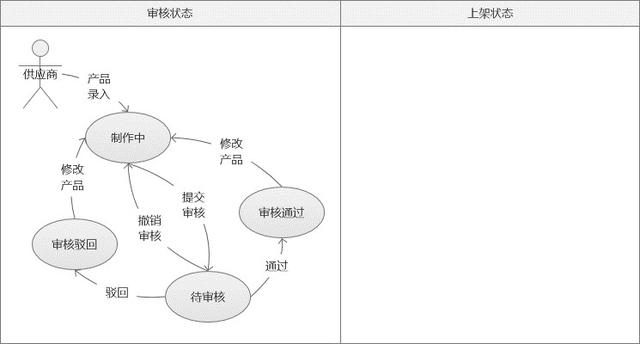 审核状态
上架状态
供应商
产品
录入
制作中
修改
产品
修改
产品
提交
审核
撤销
审核
审核通过
审核驳回
通过
驳回
待审核